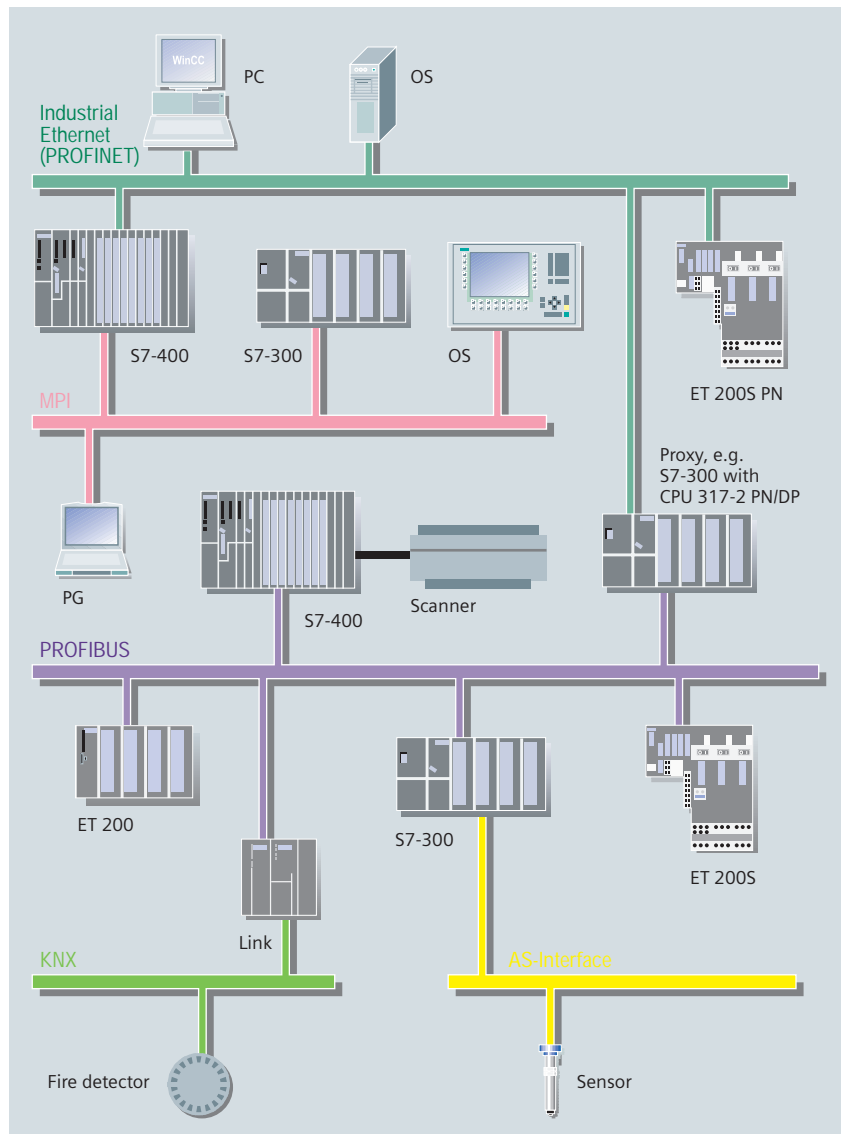 WinCC
PC
OS
Industrial
Ethernet
(PROFINET)
S7-400
S7-300
OS
ET 200S PN
MPI
Proxy, e.g.
S7-300 with
CPU 317-2 PN/DP
PG
S7-400
Scanner
PROFIBUS
ET 200
S7-300
ET 200S
Link
KNX
AS-Interface
Fire detector
Sensor